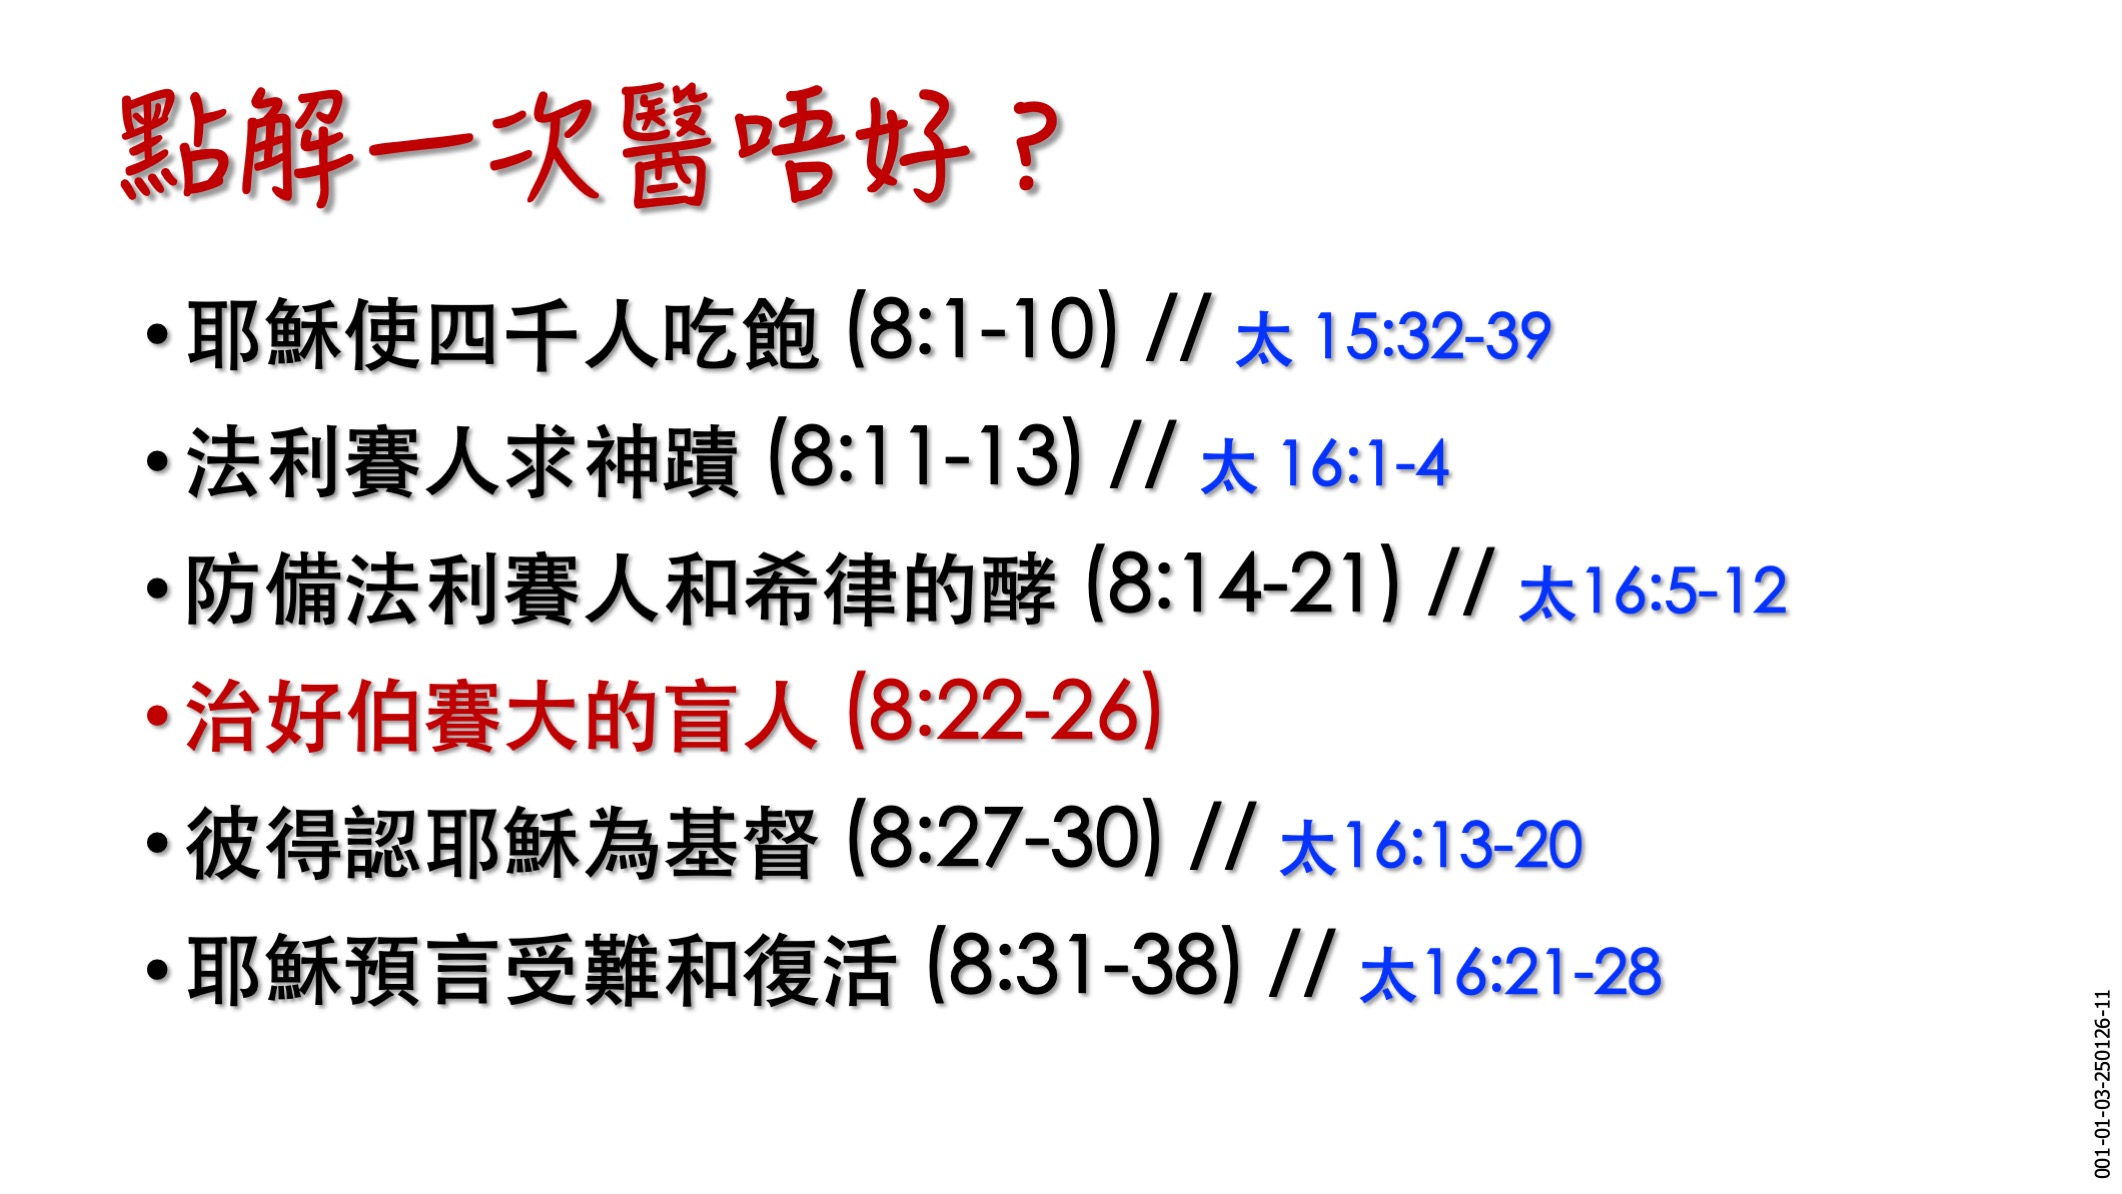 點解一次醫唔好？
• 耶穌使四千人吃飽 (8:1-10) // 太 15:32-39
• 法利賽人求神蹟 (8:11-13) // 太 16:1-4
• 防備法利賽人和希律的酵 (8:14-21) // 太16:5-12
• 治好伯賽大的盲人 (8:22-26)
• 彼得認耶穌為基督 (8:27-30) // 太16:13-20
• 耶穌預言受難和復活 (8:31-38) // 太16:21-28
001-01-03-250126-11